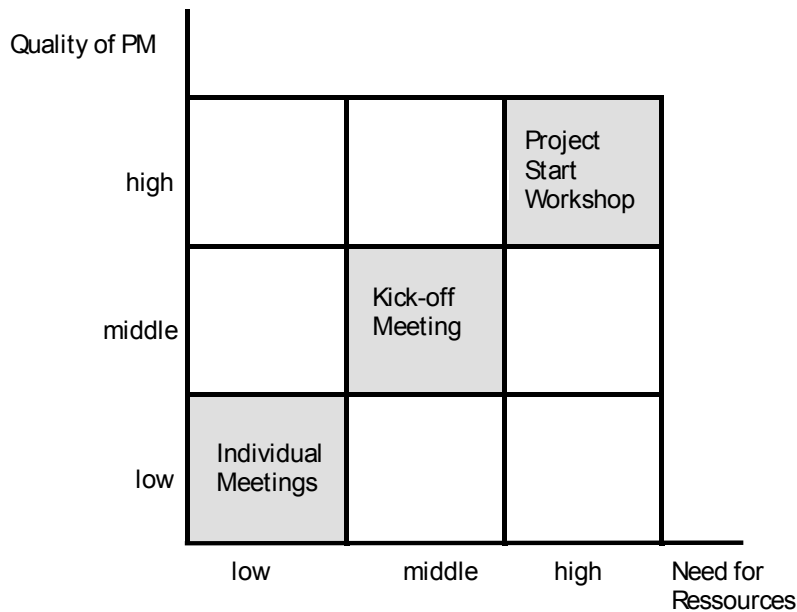 Quality of PM
high
Project
Start
Workshop
middle
Kick-off
Meeting
low
Individual
Meetings
low
middle
high
Need for
Ressources